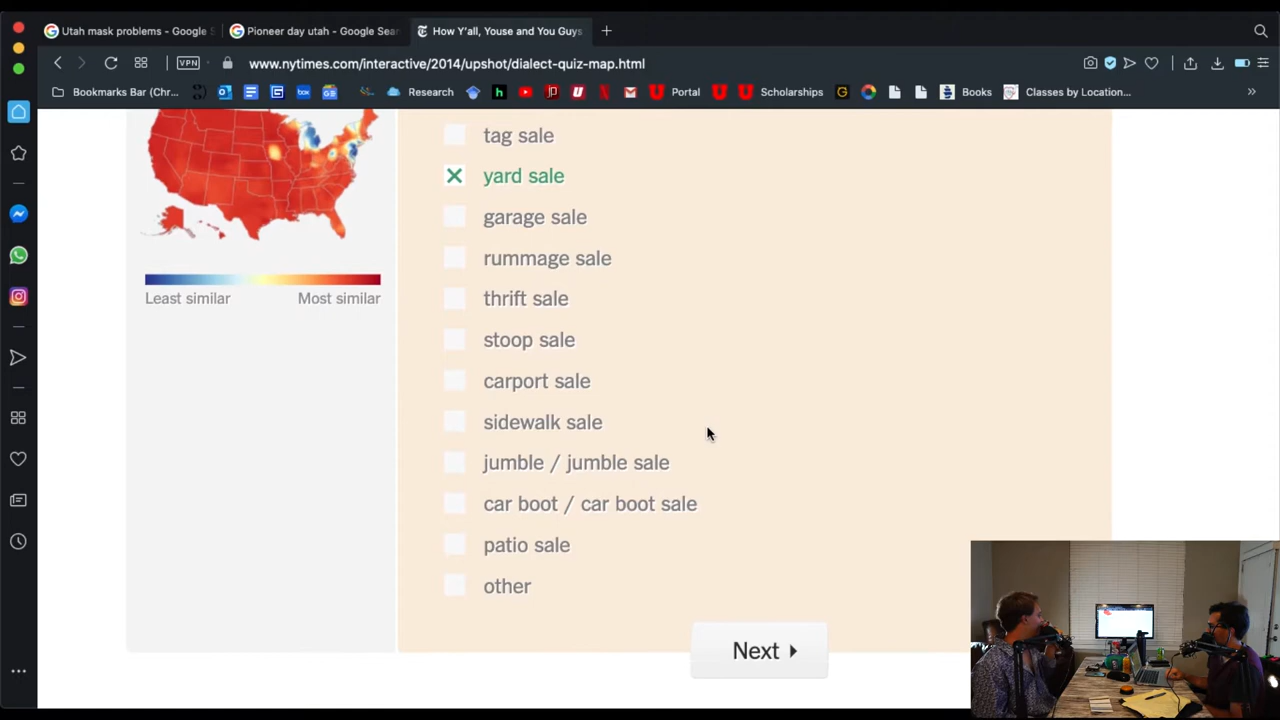 Utah mask problems - Google S
Pioneer day utah - Google Sear
How Y'all, Youse and You Guys
VPN
www.nytimes.com/interactive/2014/upshot/dialect-quiz-map.html
Bookmarks Bar (Chr...
Research
Portal
Scholarships
Books
Classes by Location...
tag sale
yard sale
garage sale
rummage sale
thrift sale
stoop sale
carport sale
sidewalk sale
jumble / jumble sale
car boot / car boot sale
patio sale
other
Least similar
Most similar
Next